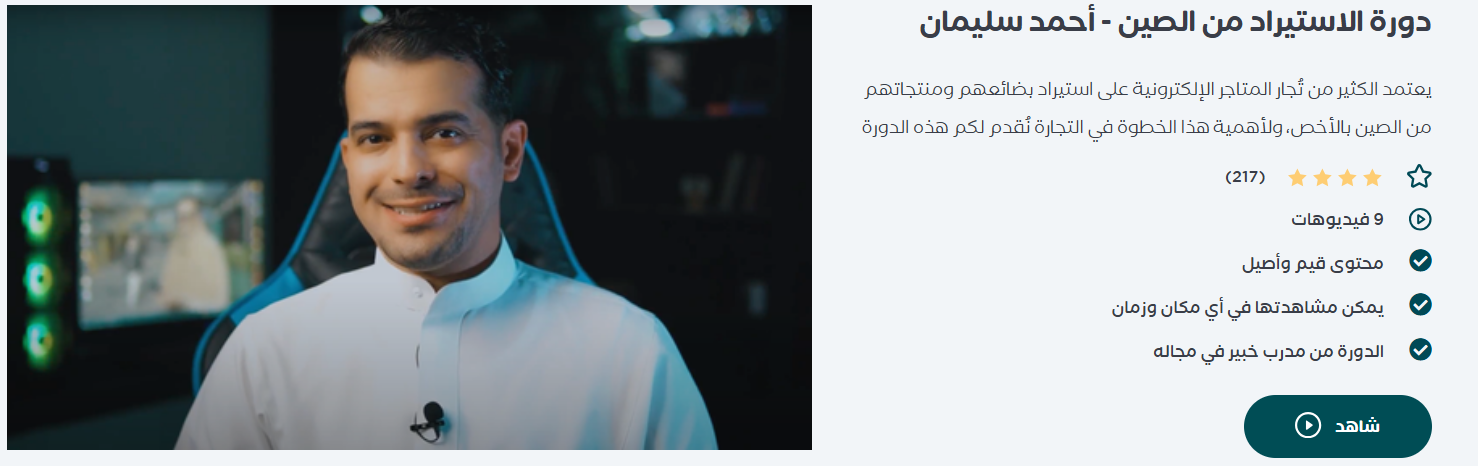 دورة الاستيراد من الصين - أحمد سليمان
يعتمد الكثير من تُجار المتاجر الإلكترونية على استيراد بضائعهم ومنتجاتهم
من الصين بالأخص، ولأهمية هذا الخطوة في التجارة نُقدم لكم هذه الدورة
(217)
9 فيديوهات
محتوى قيم وأصيل
يمكن مشاهدتها في أي مكان وزمان
الدورة من مدرب خبير في مجاله
شاهد